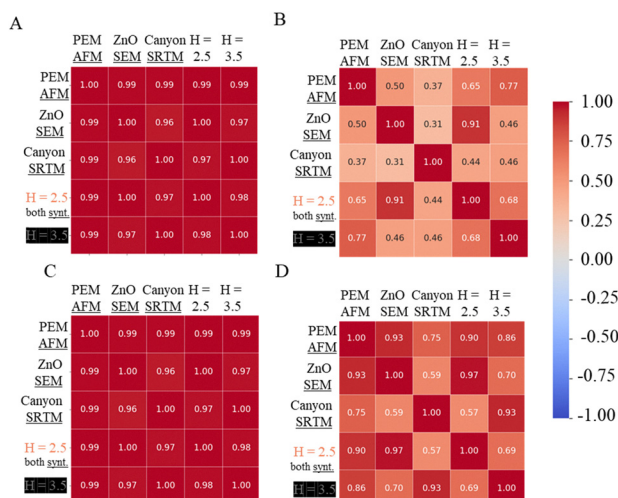 A
PEM ZnO Canyon H = H =
AFM SEM SRTM 2.5 3.5
PEM
AFM
1.00 0.99 0.99 0.99 0.99
ZnO
SEM
0.99 1.00 0.96 1.00 0.97
Canyon
SRTM
0.99 0.96 1.00 0.97 1.00
H = 2.5
both synt.
0.99 1.00 0.97 1.00 0.98
H = 3.5
0.99 0.97 1.00 0.98 1.00
B
PEM ZnO Canyon H = H =
AFM SEM SRTM 2.5 3.5
PEM
AFM
1.00 0.50 0.37 0.65 0.77
ZnO
SEM
0.50 1.00 0.31 0.91 0.46
Canyon
SRTM
0.37 0.31 1.00 0.44 0.46
H = 2.5
both synt.
0.65 0.91 0.44 1.00 0.68
H = 3.5
0.77 0.46 0.46 0.68 1.00
1.00
0.75
0.50
0.25
0.00
-0.25
-0.50
-0.75
-1.00
C
PEM ZnO Canyon H = H =
AFM SEM SRTM 2.5 3.5
PEM
AFM
1.00 0.99 0.99 0.99 0.99
ZnO
SEM
0.99 1.00 0.96 1.00 0.97
Canyon
SRTM
0.99 0.96 1.00 0.97 1.00
H = 2.5
both synt.
0.99 1.00 0.97 1.00 0.98
H = 3.5
0.99 0.97 1.00 0.98 1.00
D
PEM ZnO Canyon H = H =
AFM SEM SRTM 2.5 3.5
PEM
AFM
1.00 0.93 0.75 0.90 0.86
ZnO
SEM
0.93 1.00 0.59 0.97 0.70
Canyon
SRTM
0.75 0.59 1.00 0.57 0.93
H = 2.5
both synt.
0.90 0.97 0.57 1.00 0.69
H = 3.5
0.86 0.70 0.93 0.69 1.00